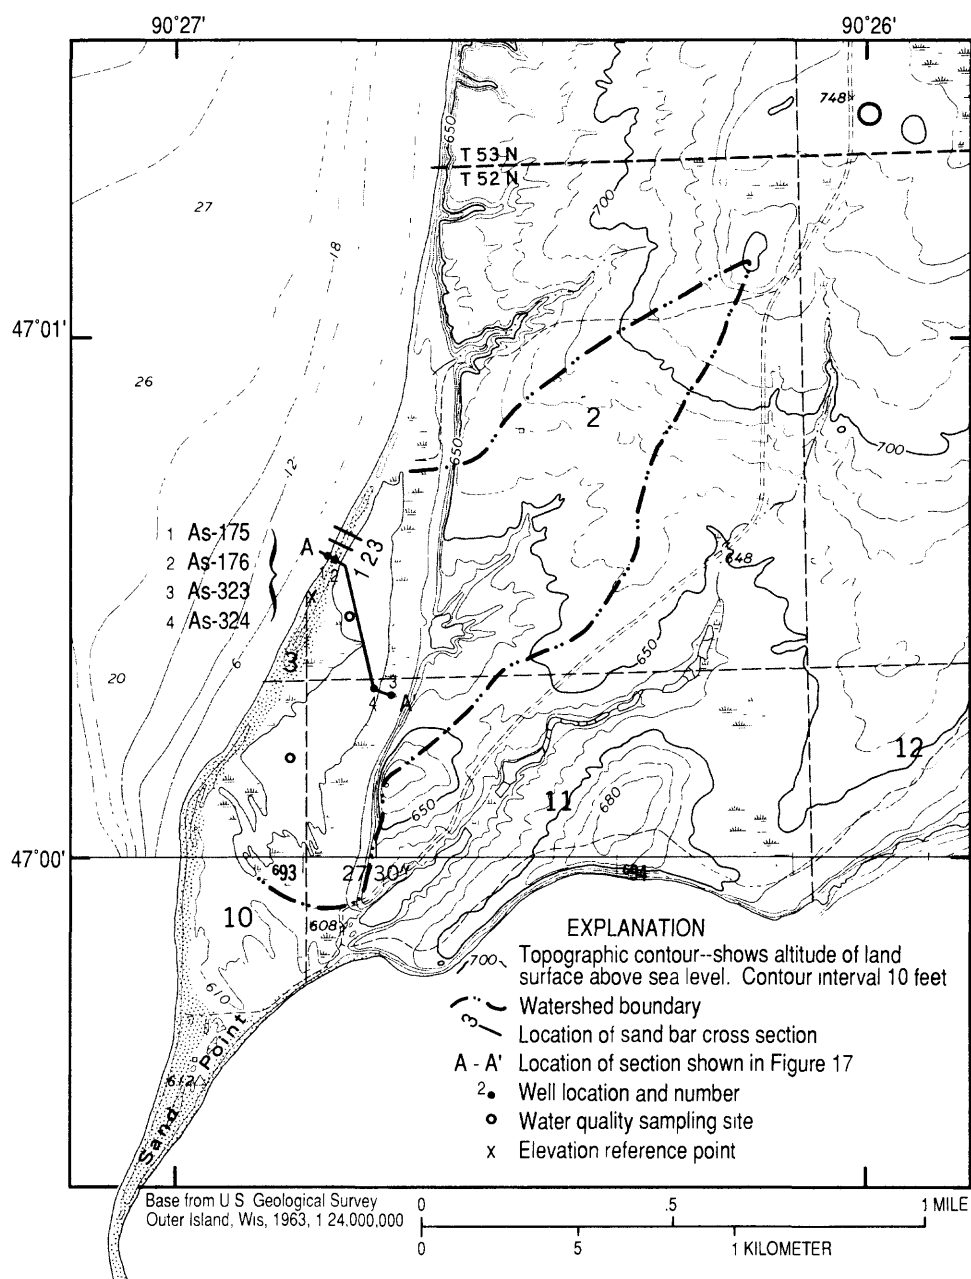 90°27'
90°26'
650
748
T 53 N
T 52 N
700
27
18
47°01'
26
2
12
650
700
1 As-175
2 As-176
3 As-323
4 As-324
A
1 2 3
2
x
648
650
20
6
3
3
4
A
12
650
11
680
47°00'
693
27'30"
694
10
608
610
612
Sand Point
EXPLANATION
700 Topographic contour--shows altitude of land
surface above sea level. Contour interval 10 feet
Watershed boundary
3 Location of sand bar cross section
A - A' Location of section shown in Figure 17
2 Well location and number
Water quality sampling site
x Elevation reference point
Base from U S Geological Survey
Outer Island, Wis, 1963, 1 24.000,000
0 .5 1 MILE
0 5 1 KILOMETER